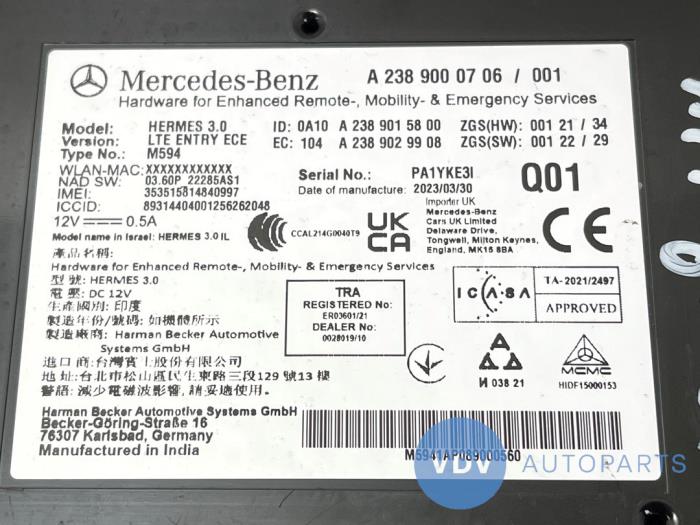 Mercedes-Benz A 238 900 07 06 / 001
Hardware for Enhanced Remote-, Mobility- & Emergency Services
Model: HERMES 3.0 ID: 0A10 A 238 901 58 00 ZGS(HW): 001 21 / 34
Version: LTE ENTRY ECE EC: 104 A 238 902 99 08 ZGS(SW): 001 22 / 29
Type No.: M594
WLAN-MAC: XXXXXXXXXXXX Serial No.: PA1YKE3I Q01
NAD SW: 03.60P_22285AS1 Date of manufacture: 2023/03/30
IMEI: 353515814840997
ICCID: 89314404001256262048
12V 0.5A
Importer UK
Mercedes-Benz
Cars UK Limited
Delaware Drive,
Tongwell, Milton Keynes,
England, MK15 8BA
CCAL214G0040T9
UK
CA
CE
Model name in Israel: HERMES 3.0 IL
產品名稱:
Hardware for Enhanced Remote-, Mobility- & Emergency Services
型號: HERMES 3.0
電壓: DC 12V
生產國別: 印度
製造年份/號碼: 如機體所示
製造廠商: Harman Becker Automotive
Systems GmbH
進口商: 台灣賓士股份有限公司
地址: 台北市松山區民生東路三段129號13樓
警語: 減少電磁波影響, 請妥適使用.
TRA
REGISTERED No:
ER03601/21
DEALER No:
0028019/10
ICASA
TA-2021/2497
APPROVED
И 038 21
MCMC
HIDF15000153
Harman Becker Automotive Systems GmbH
Becker-Göring-Straße 16
76307 Karlsbad, Germany
Manufactured in India
M5941AP089000560
VDV AUTOPARTS